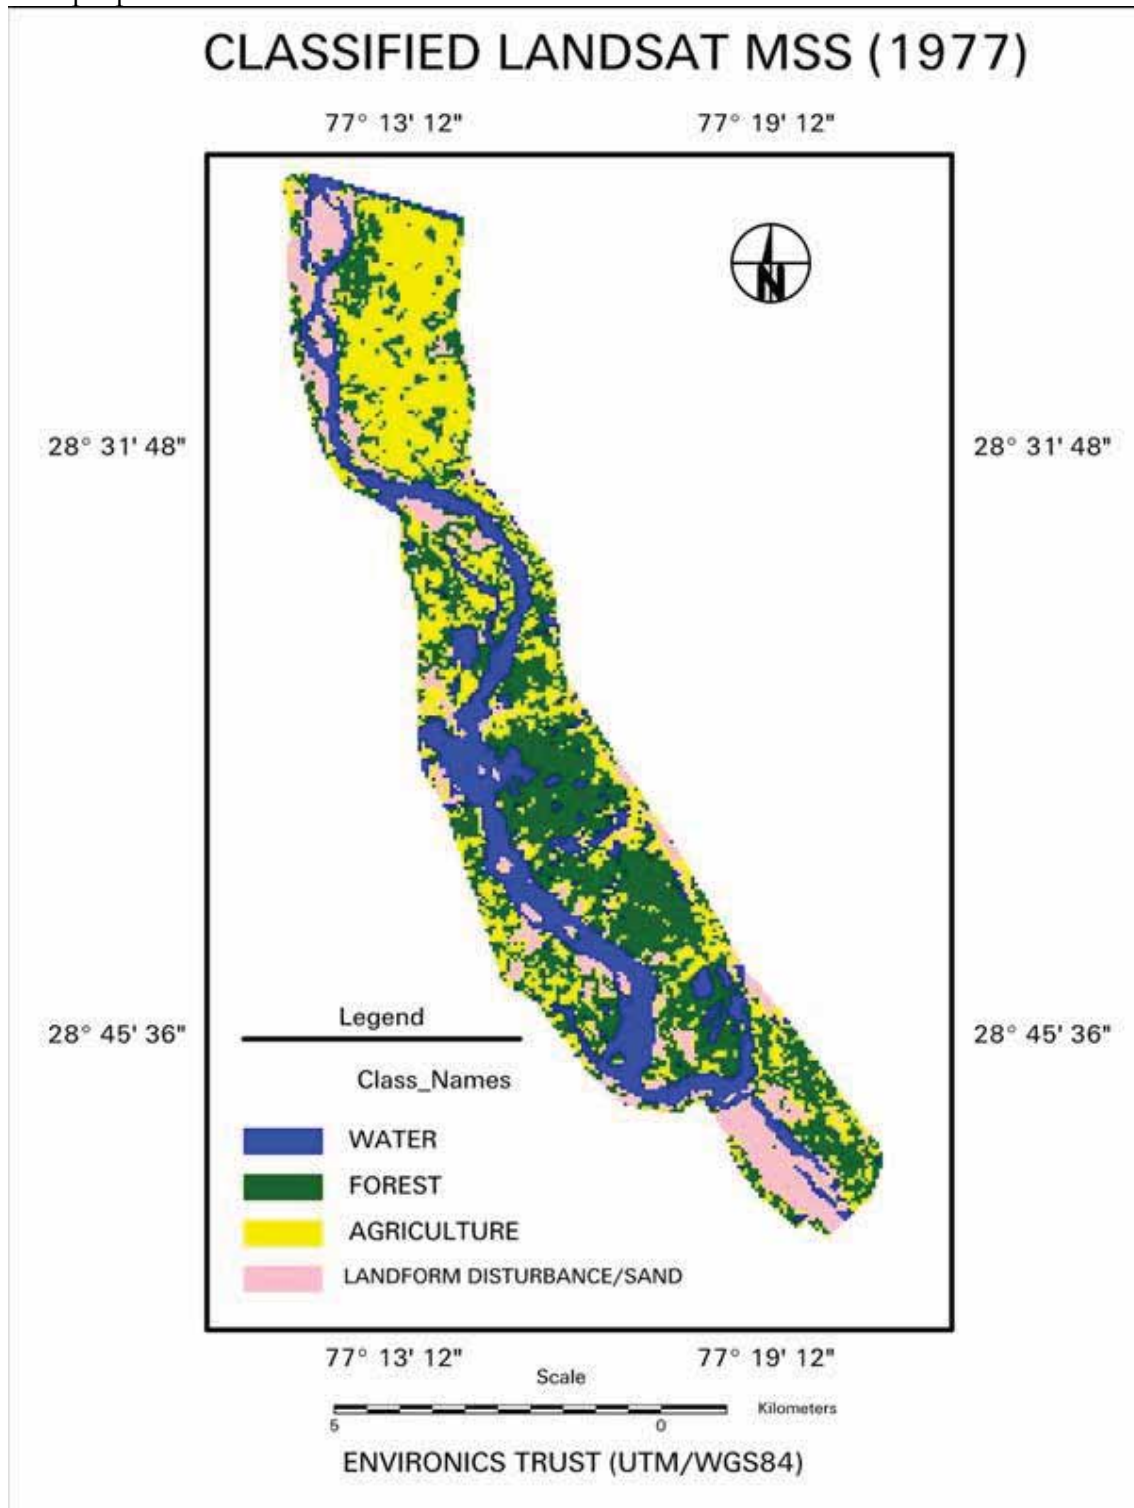 CLASSIFIED LANDSAT MSS (1977)
77° 13' 12" 77° 19' 12"
N
28° 31' 48" 28° 31' 48"
28° 45' 36" 28° 45' 36"
Legend
Class_Names
WATER
FOREST
AGRICULTURE
LANDFORM DISTURBANCE/SAND
77° 13' 12" 77° 19' 12"
Scale
Kilometers
5 0
ENVIRONICS TRUST (UTM/WGS84)